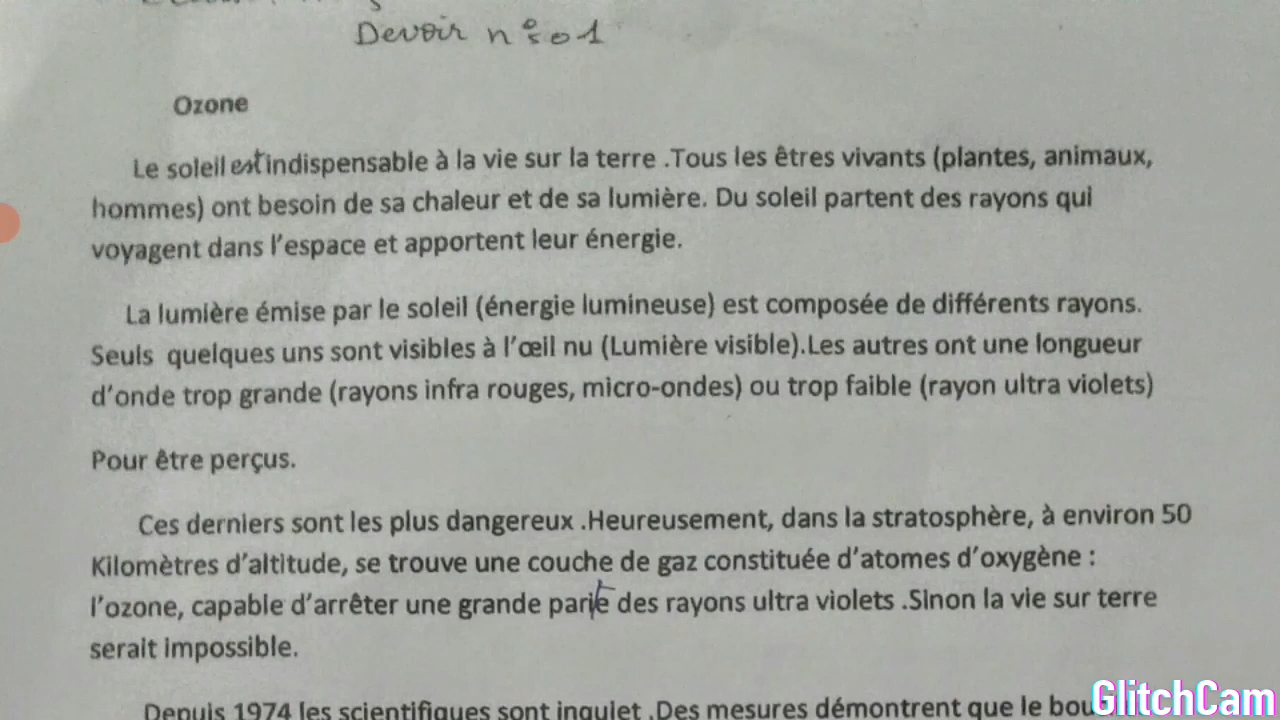 Devoir n°:01
Ozone
Le soleil est indispensable à la vie sur la terre .Tous les êtres vivants (plantes, animaux,
hommes) ont besoin de sa chaleur et de sa lumière. Du soleil partent des rayons qui
voyagent dans l'espace et apportent leur énergie.
La lumière émise par le soleil (énergie lumineuse) est composée de différents rayons.
Seuls quelques uns sont visibles à l'œil nu (Lumière visible).Les autres ont une longueur
d'onde trop grande (rayons infra rouges, micro-ondes) ou trop faible (rayon ultra violets)
Pour être perçus.
Ces derniers sont les plus dangereux .Heureusement, dans la stratosphère, à environ 50
Kilomètres d'altitude, se trouve une couche de gaz constituée d'atomes d'oxygène :
l'ozone, capable d'arrêter une grande partie des rayons ultra violets .Sinon la vie sur terre
serait impossible.
Depuis 1974 les scientifiques sont inquiet .Des mesures démontrent que le
GlitchCam